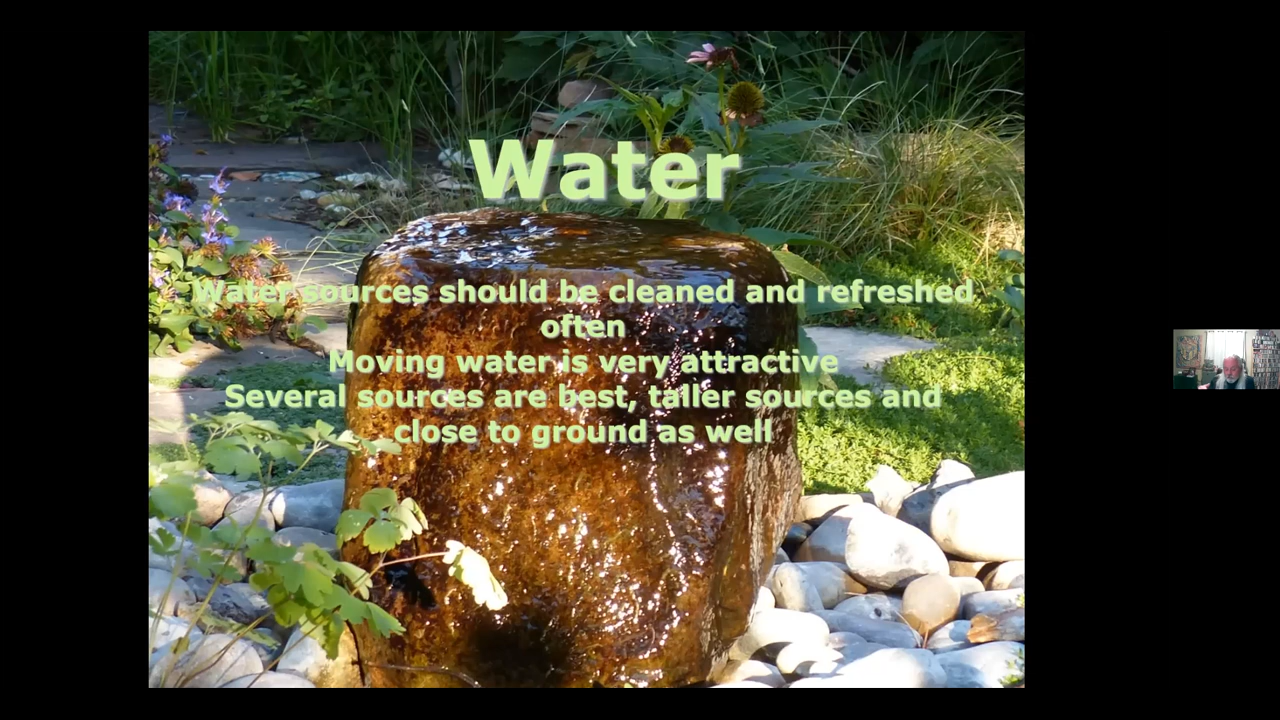 Water
Water sources should be cleaned and refreshed
often
Moving water is very attractive
Several sources are best, taller sources and
close to ground as well